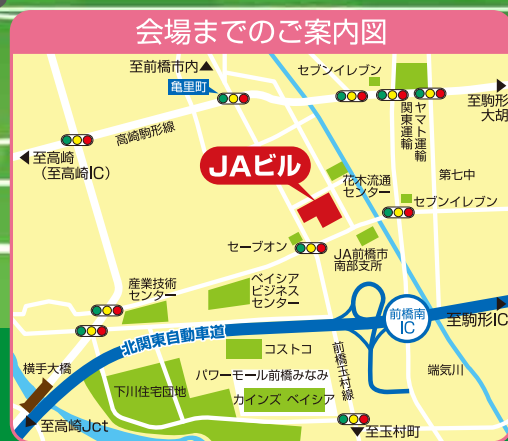 会場までのご案内図
至前橋市内
セブンイレブン
亀里町
至駒形
大胡
高崎駒形線
関東運輸
ヤマト運輸
至高崎
(至高崎IC)
JAビル
花木流通
センター
第七中
セブンイレブン
セーブオン
JA前橋市
南部支所
産業技術
センター
ベイシア
ビジネス
センター
前橋南
IC
至駒形IC
北関東自動車道
コストコ
前橋玉村線
横手大橋
パワーモール前橋みなみ
端気川
下川住宅団地
カインズ ベイシア
至高崎Jct
至玉村町